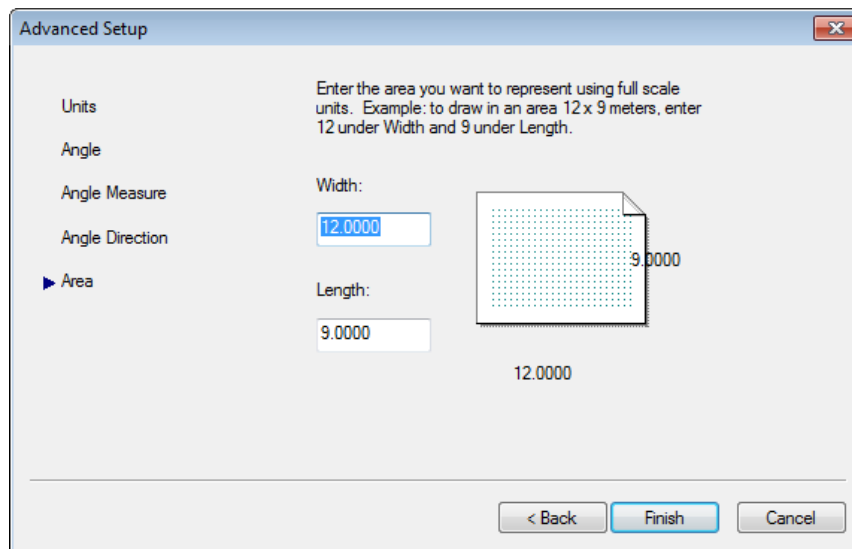 Advanced Setup
Units
Angle
Angle Measure
Angle Direction
Area
Enter the area you want to represent using full scale
units. Example: to draw in an area 12 x 9 meters, enter
12 under Width and 9 under Length.
Width:
12.0000
Length:
9.0000
9.0000
12.0000
< Back
Finish
Cancel